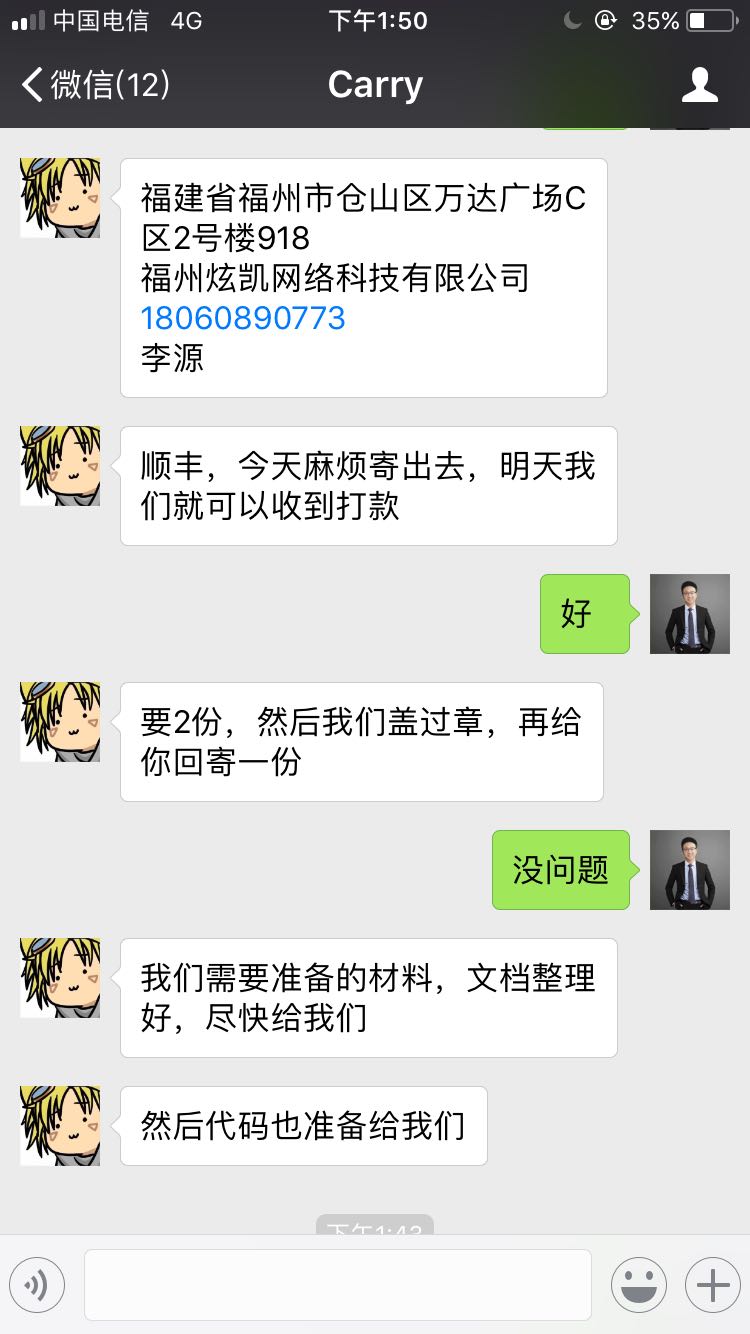 中国电信 4G 下午1:50 35%
微信(12) Carry
福建省福州市仓山区万达广场C
区2号楼918
福州炫凯网络科技有限公司
18060890773
李源
顺丰，今天麻烦寄出去，明天我
们就可以收到打款
好
要2份，然后我们盖过章，再给
你回寄一份
没问题
我们需要准备的材料，文档整理
好，尽快给我们
然后代码也准备给我们
下午1:43